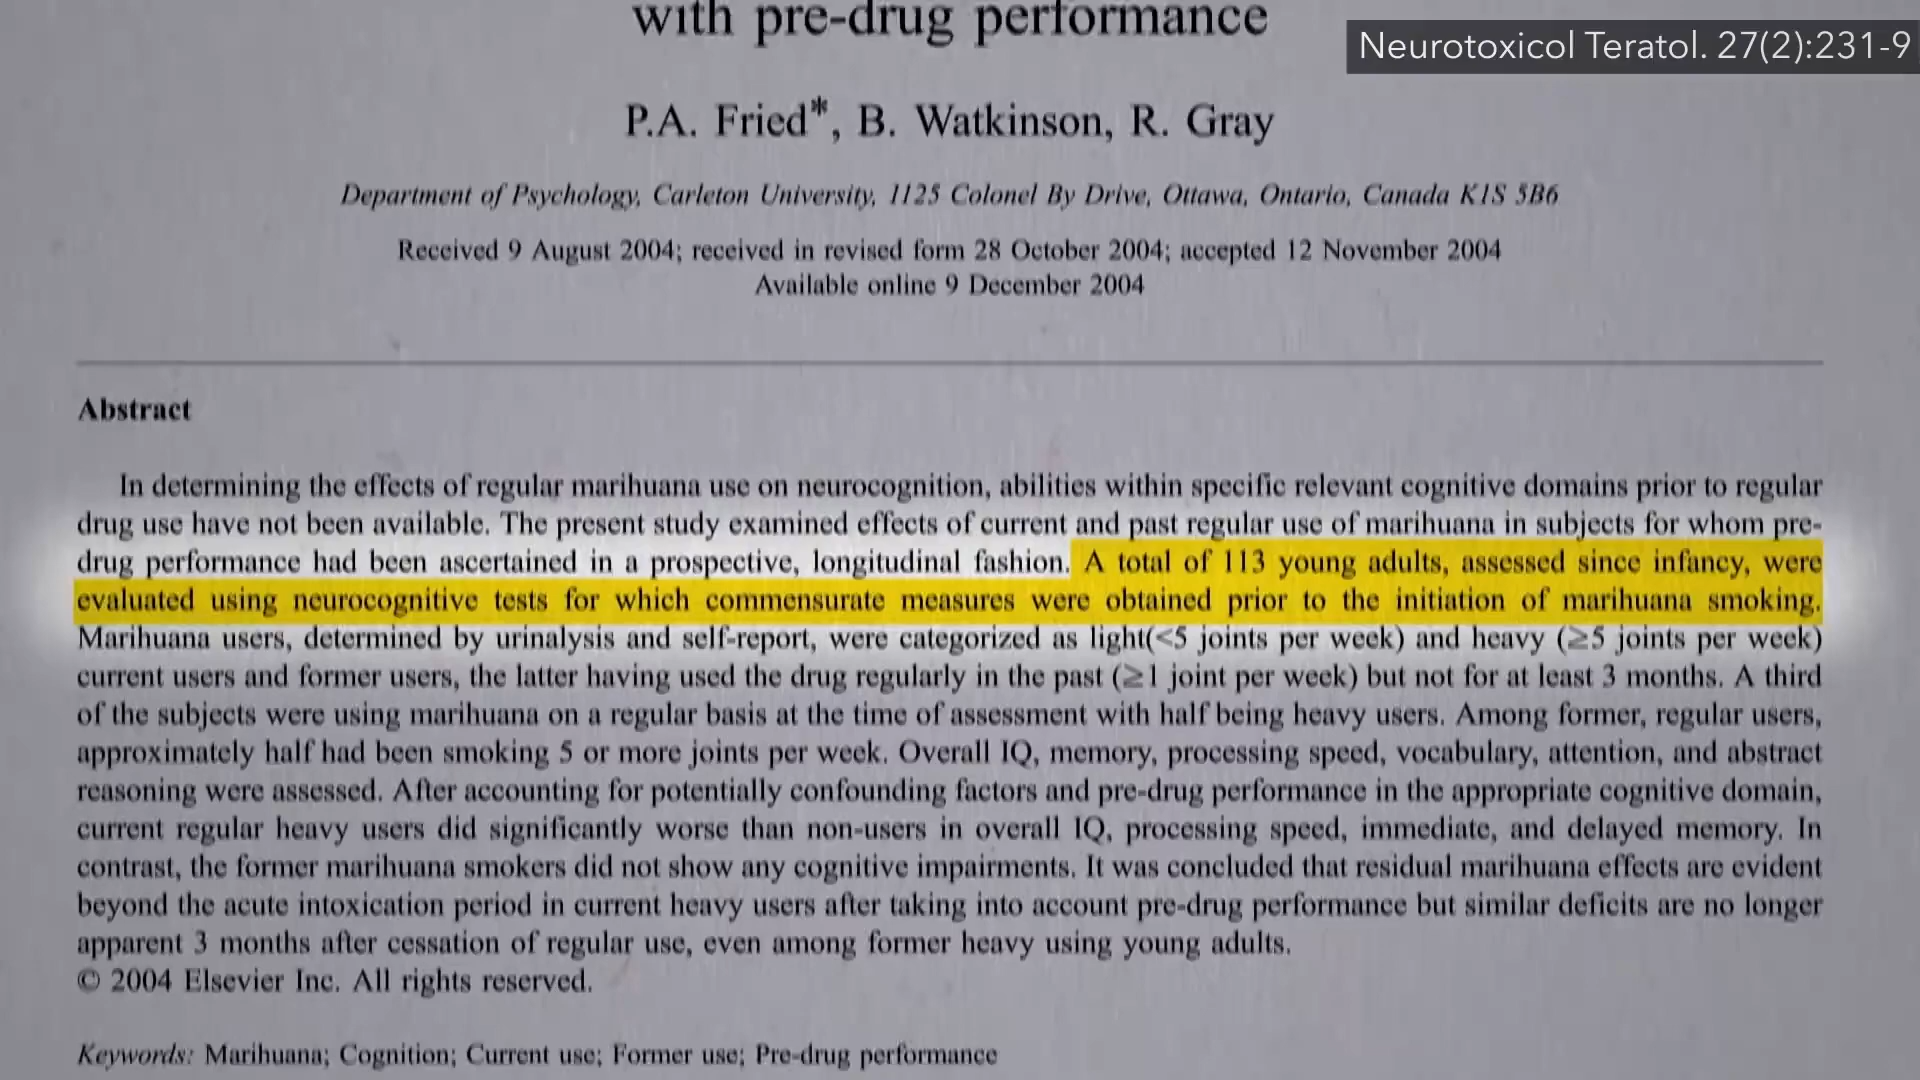 with pre-drug performance
Neurotoxicol Teratol. 27(2):231-9
P.A. Fried*, B. Watkinson, R. Gray
Department of Psychology, Carleton University, 1125 Colonel By Drive, Ottawa, Ontario, Canada K1S 5B6
Received 9 August 2004; received in revised form 28 October 2004; accepted 12 November 2004
Available online 9 December 2004
Abstract
In determining the effects of regular marihuana use on neurocognition, abilities within specific relevant cognitive domains prior to regular
drug use have not been available. The present study examined effects of current and past regular use of marihuana in subjects for whom pre-
drug performance had been ascertained in a prospective, longitudinal fashion. A total of 113 young adults, assessed since infancy, were
evaluated using neurocognitive tests for which commensurate measures were obtained prior to the initiation of marihuana smoking.
Marihuana users, determined by urinalysis and self-report, were categorized as light(<5 joints per week) and heavy (≥5 joints per week)
current users and former users, the latter having used the drug regularly in the past (≥1 joint per week) but not for at least 3 months. A third
of the subjects were using marihuana on a regular basis at the time of assessment with half being heavy users. Among former, regular users,
approximately half had been smoking 5 or more joints per week. Overall IQ, memory, processing speed, vocabulary, attention, and abstract
reasoning were assessed. After accounting for potentially confounding factors and pre-drug performance in the appropriate cognitive domain,
current regular heavy users did significantly worse than non-users in overall IQ, processing speed, immediate, and delayed memory. In
contrast, the former marihuana smokers did not show any cognitive impairments. It was concluded that residual marihuana effects are evident
beyond the acute intoxication period in current heavy users after taking into account pre-drug performance but similar deficits are no longer
apparent 3 months after cessation of regular use, even among former heavy using young adults.
© 2004 Elsevier Inc. All rights reserved.
Keywords: Marihuana; Cognition; Current use; Former use; Pre-drug performance